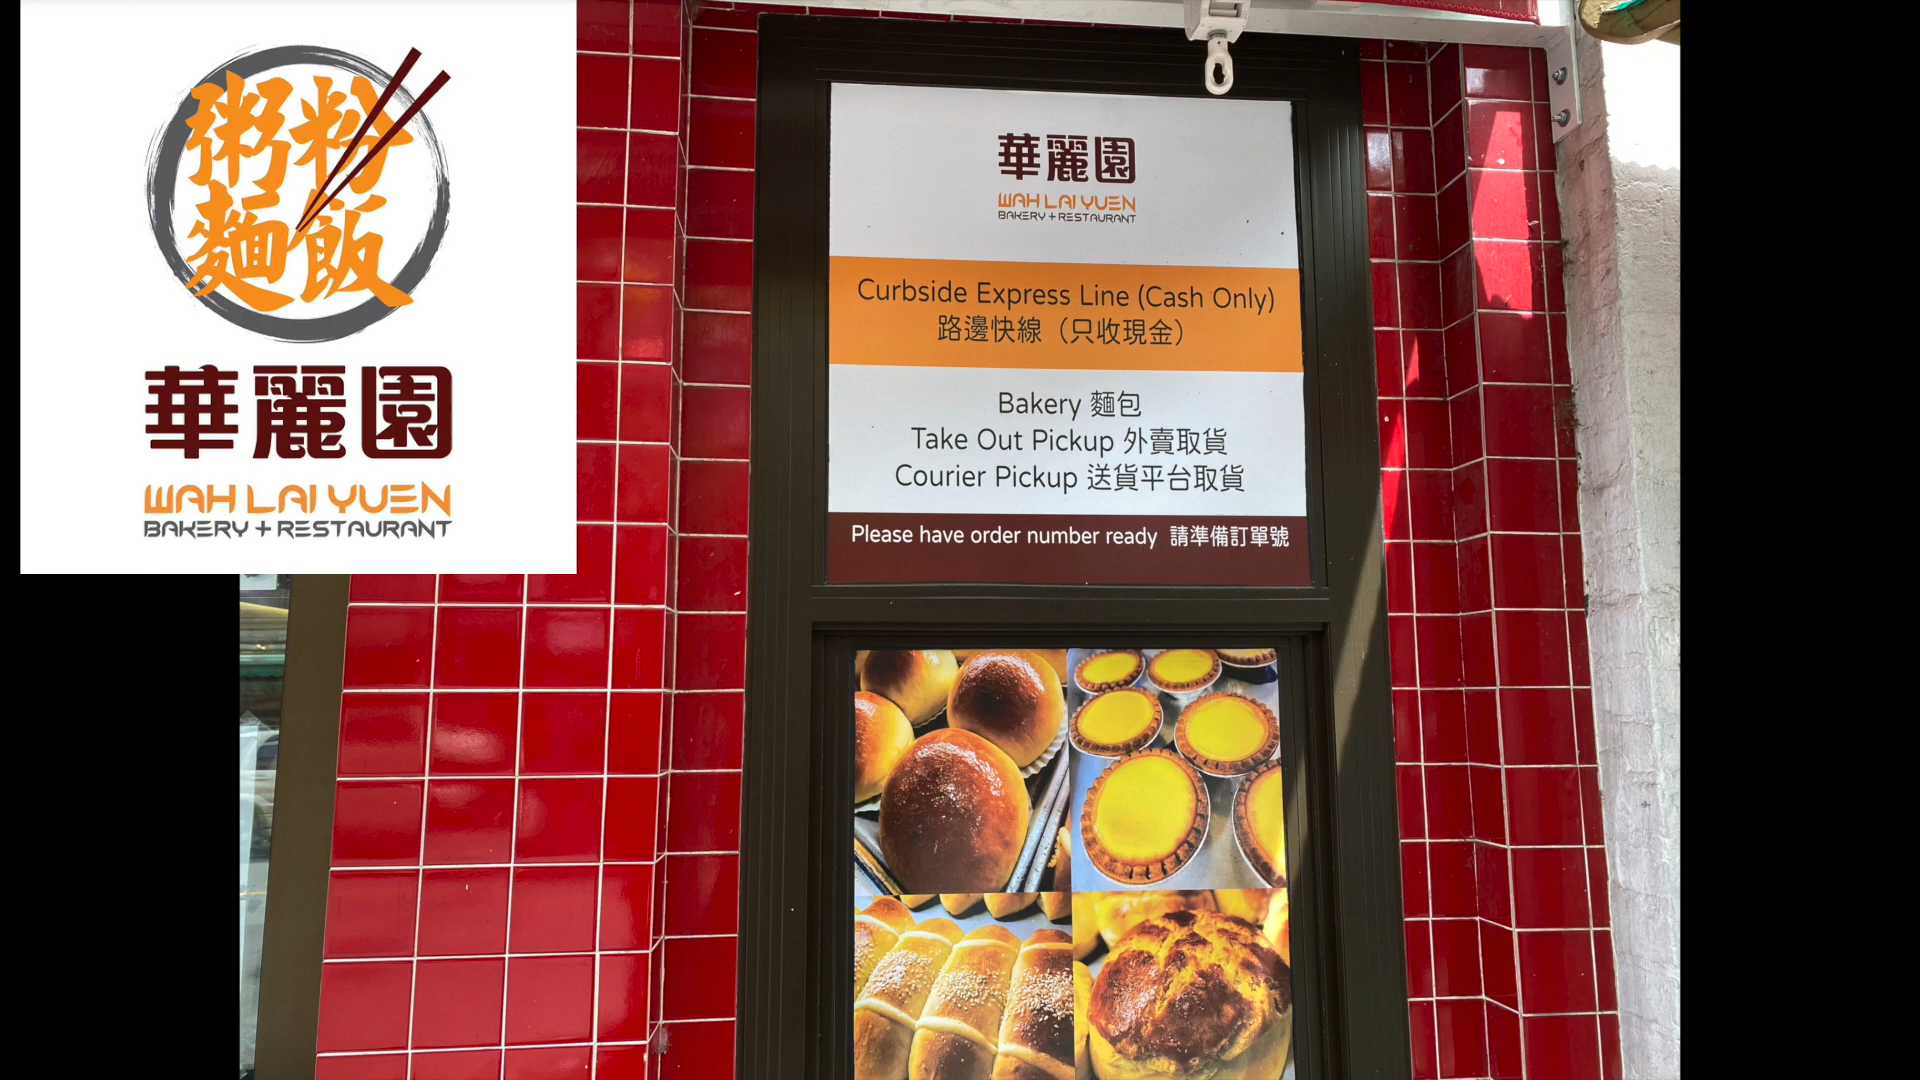 粥粉
麵飯
華麗園
WAH LAI YUEN
BAKERY + RESTAURANT
華麗園
WAH LAI YUEN
BAKERY + RESTAURANT
Curbside Express Line (Cash Only)
路邊快線（只收現金）
Bakery 麵包
Take Out Pickup 外賣取貨
Courier Pickup 送貨平台取貨
Please have order number ready 請準備訂單號